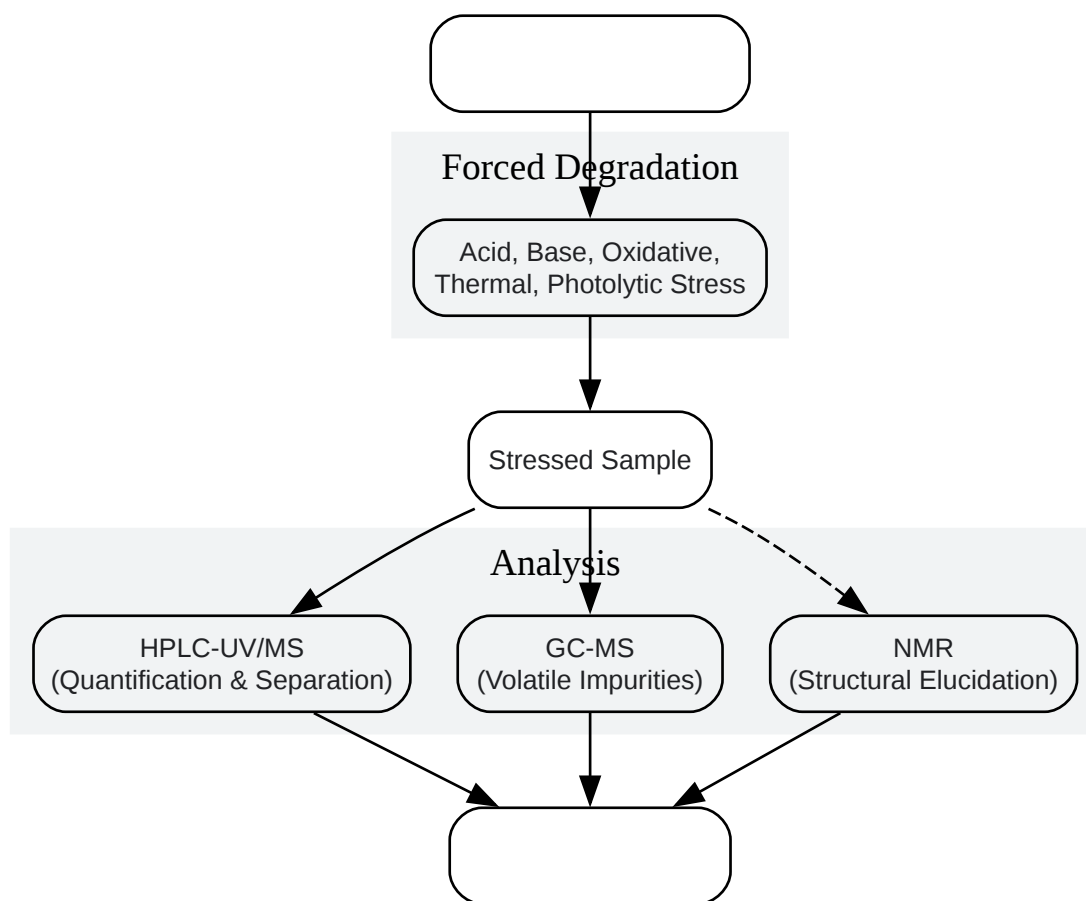 Forced Degradation
Acid, Base, Oxidative,
Thermal, Photolytic Stress
Stressed Sample
Analysis
HPLC-UV/MS
(Quantification & Separation)
GC-MS
(Volatile Impurities)
NMR
(Structural Elucidation)